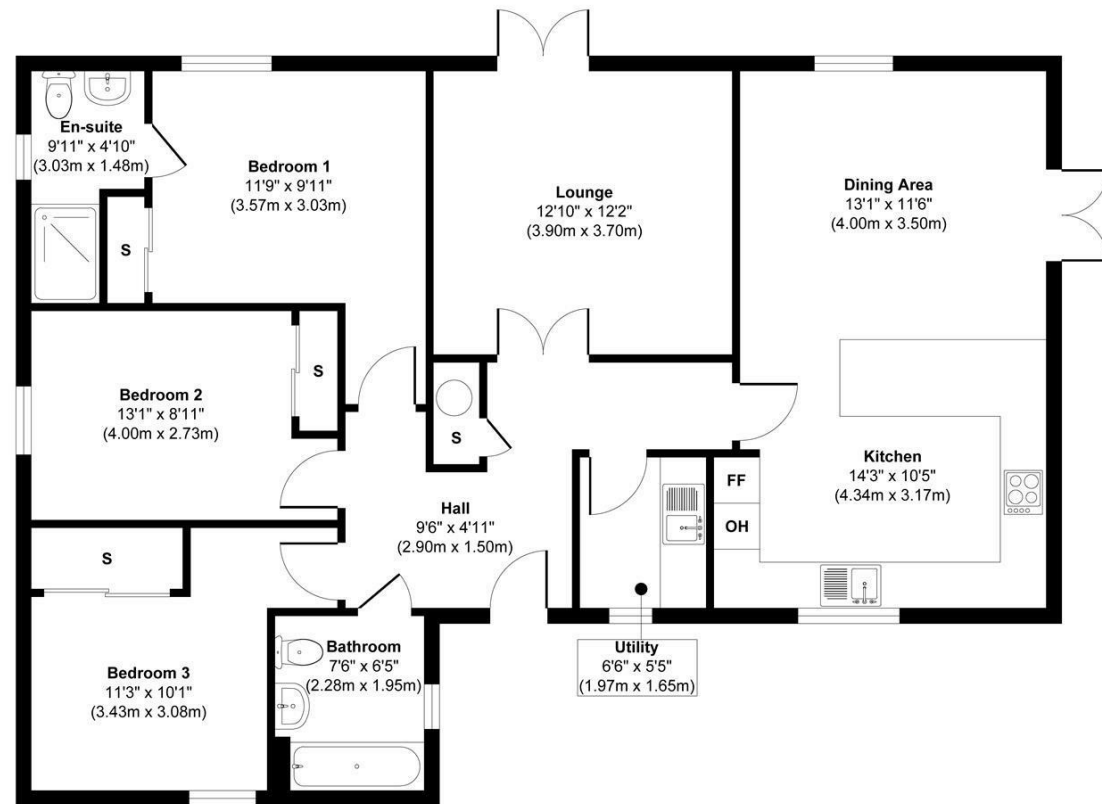 En-suite
9'11" x 4'10"
(3.03m x 1.48m)
Bedroom 1
11'9" x 9'11"
(3.57m x 3.03m)
S
Lounge
12'10" x 12'2"
(3.90m x 3.70m)
Dining Area
13'1" x 11'6"
(4.00m x 3.50m)
Bedroom 2
13'1" x 8'11"
(4.00m x 2.73m)
S
S
Kitchen
14'3" x 10'5"
(4.34m x 3.17m)
FF
OH
Hall
9'6" x 4'11"
(2.90m x 1.50m)
S
Bedroom 3
11'3" x 10'1"
(3.43m x 3.08m)
Bathroom
7'6" x 6'5"
(2.28m x 1.95m)
Utility
6'6" x 5'5"
(1.97m x 1.65m)